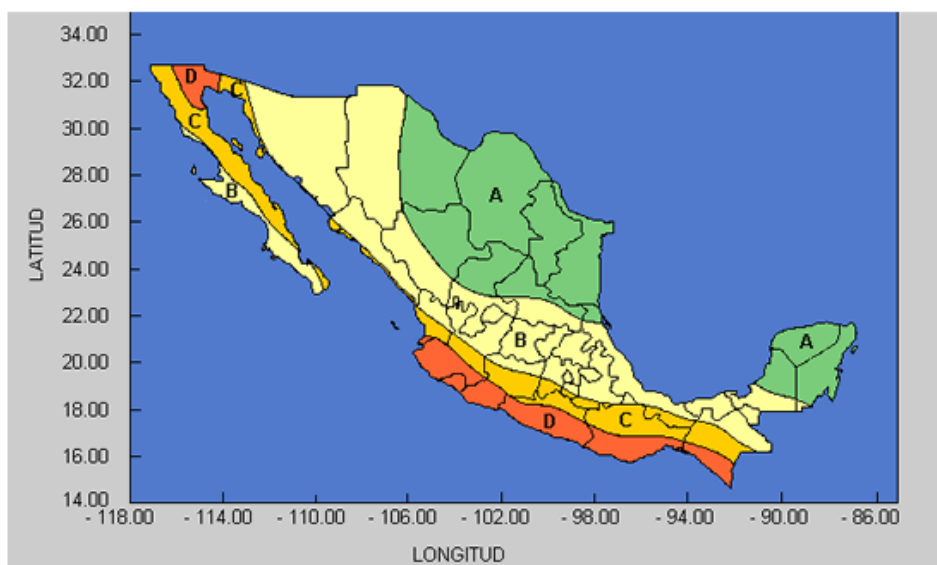 34.00
32.00
30.00
28.00
26.00
24.00
22.00
20.00
18.00
16.00
14.00
LATITUD
D
C
C
B
A
B
A
D
C
- 118.00 - 114.00 - 110.00 - 106.00 - 102.00 - 98.00 - 94.00 - 90.00 - 86.00
LONGITUD